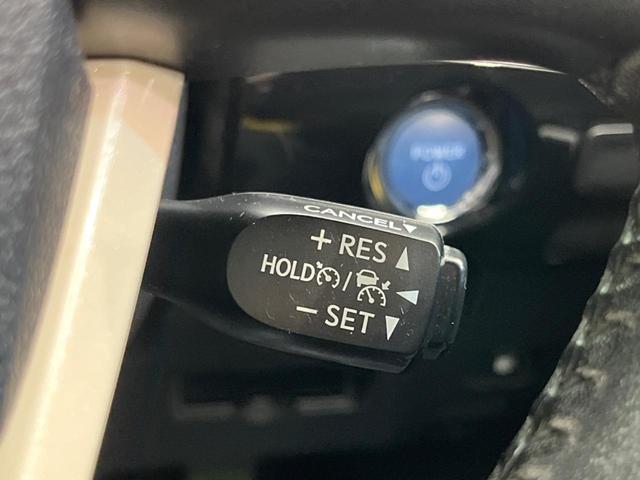 POWER
CANCEL▼
+ RES ▲
HOLD /
− SET ▼